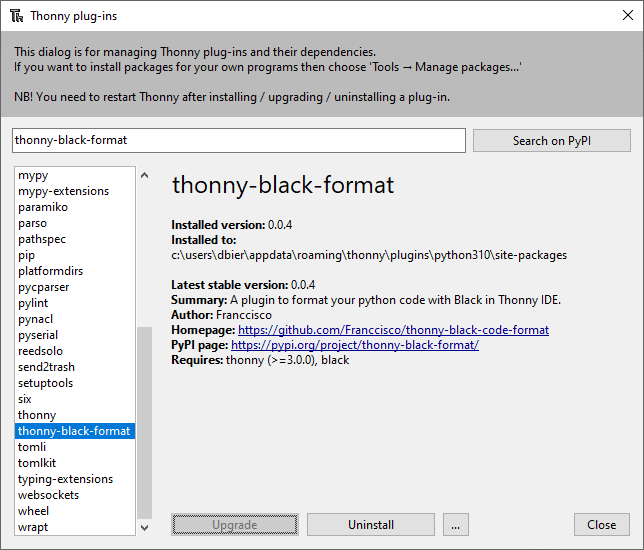 Thonny plug-ins
This dialog is for managing Thonny plug-ins and their dependencies.
If you want to install packages for your own programs then choose 'Tools → Manage packages...'
NB! You need to restart Thonny after installing / upgrading / uninstalling a plug-in.
thonny-black-format
Search on PyPI
mypy
mypy-extensions
paramiko
parso
pathspec
pip
platformdirs
pycparser
pylint
pynacl
pyserial
reedsolo
send2trash
setuptools
six
thonny
thonny-black-format
tomli
tomlkit
typing-extensions
websockets
wheel
wrapt
thonny-black-format
Installed version: 0.0.4
Installed to:
c:\users\dbier\appdata\roaming\thonny\plugins\python310\site-packages
Latest stable version: 0.0.4
Summary: A plugin to format your python code with Black in Thonny IDE.
Author: Franccisco
Homepage: https://github.com/Franccisco/thonny-black-code-format
PyPI page: https://pypi.org/project/thonny-black-format/
Requires: thonny (>=3.0.0), black
Upgrade
Uninstall
...
Close